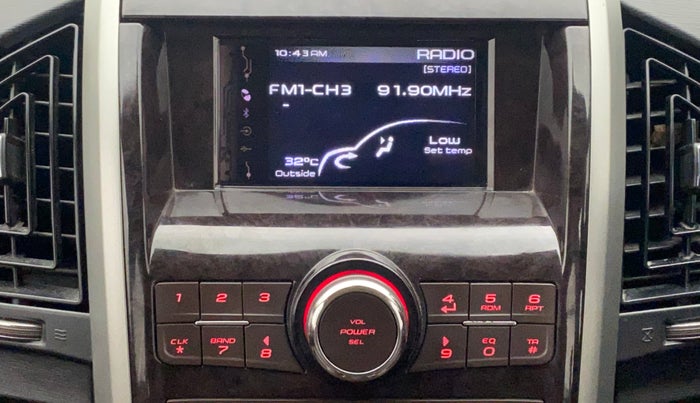 10:43 AM RADIO
[STEREO]
FM1-CH3 91.90MHz
-
Low
Set temp
32°C
Outside
1 2 3 4 5 RDM 6 RPT
VOL
POWER
SEL
CLK * BAND 7 8 9 EQ 0 TA #